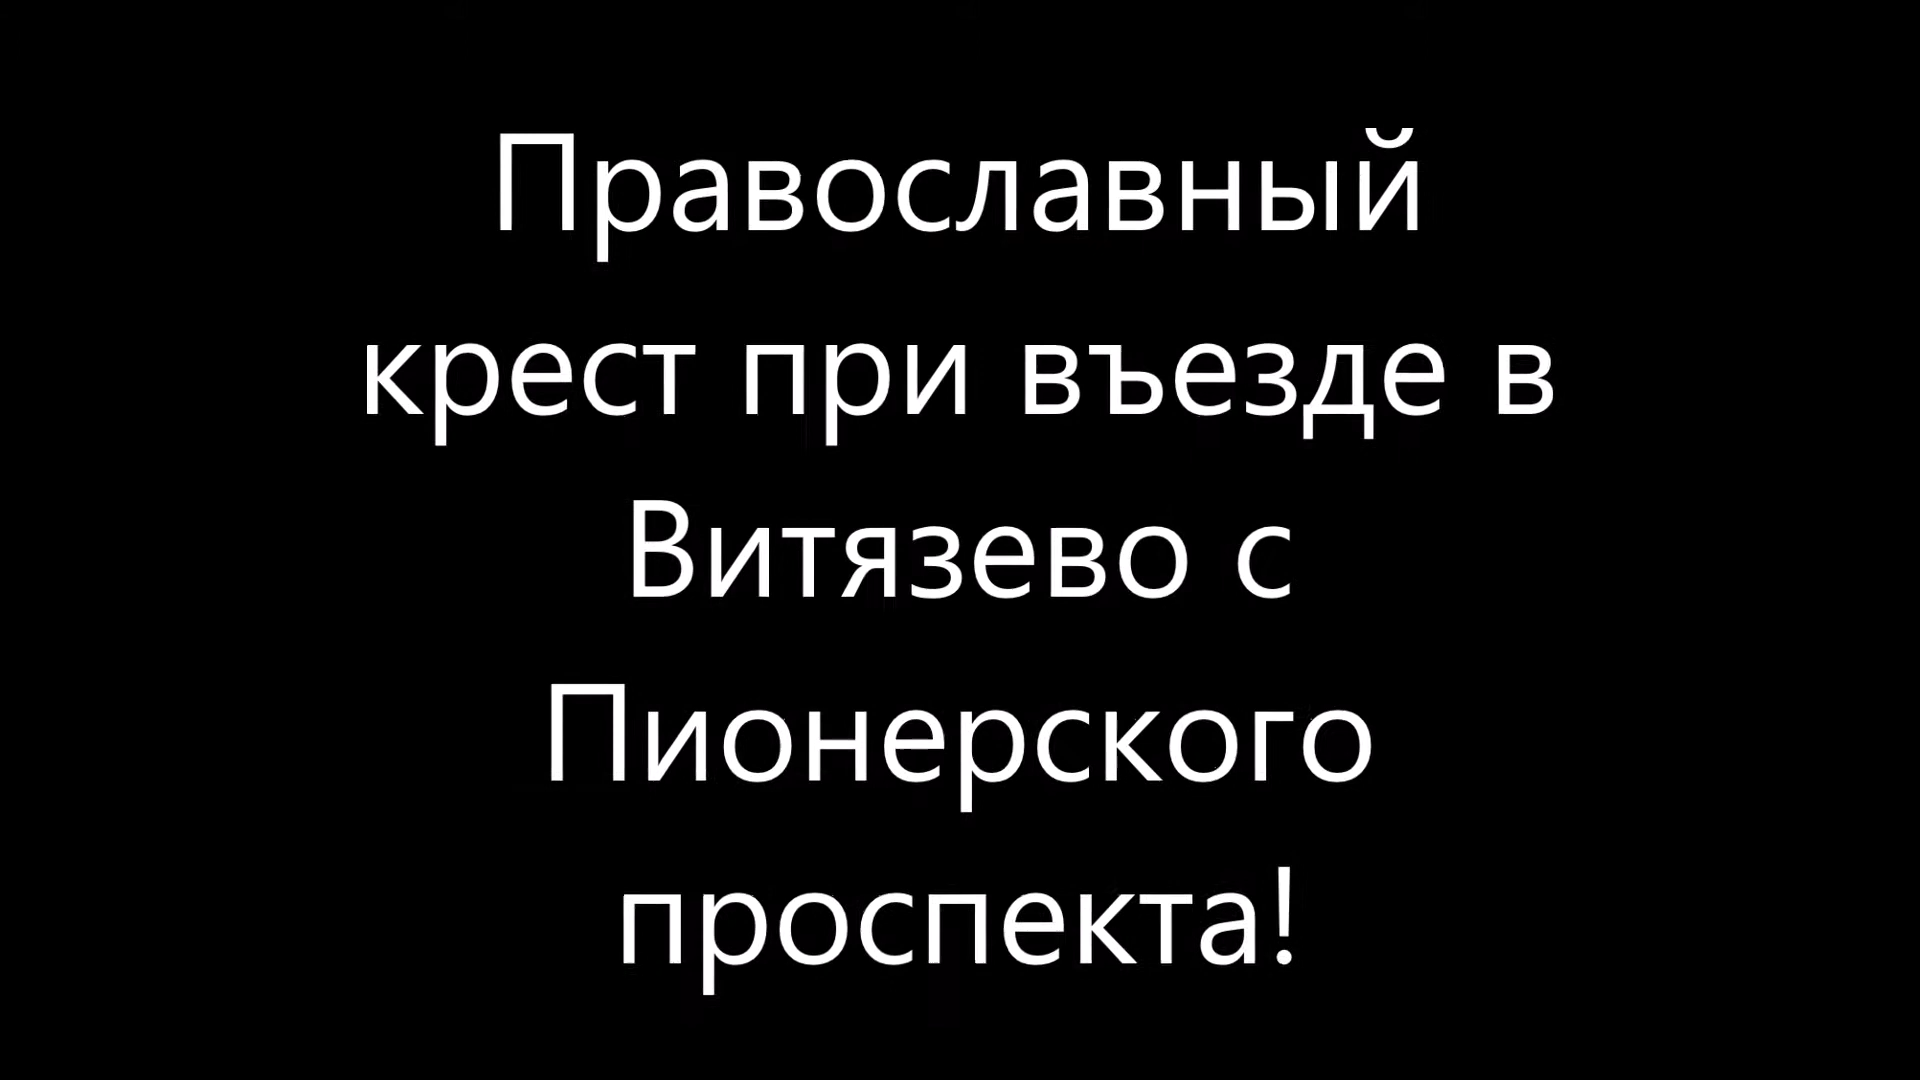 Православный
крест при въезде в
Витязево с
Пионерского
проспекта!